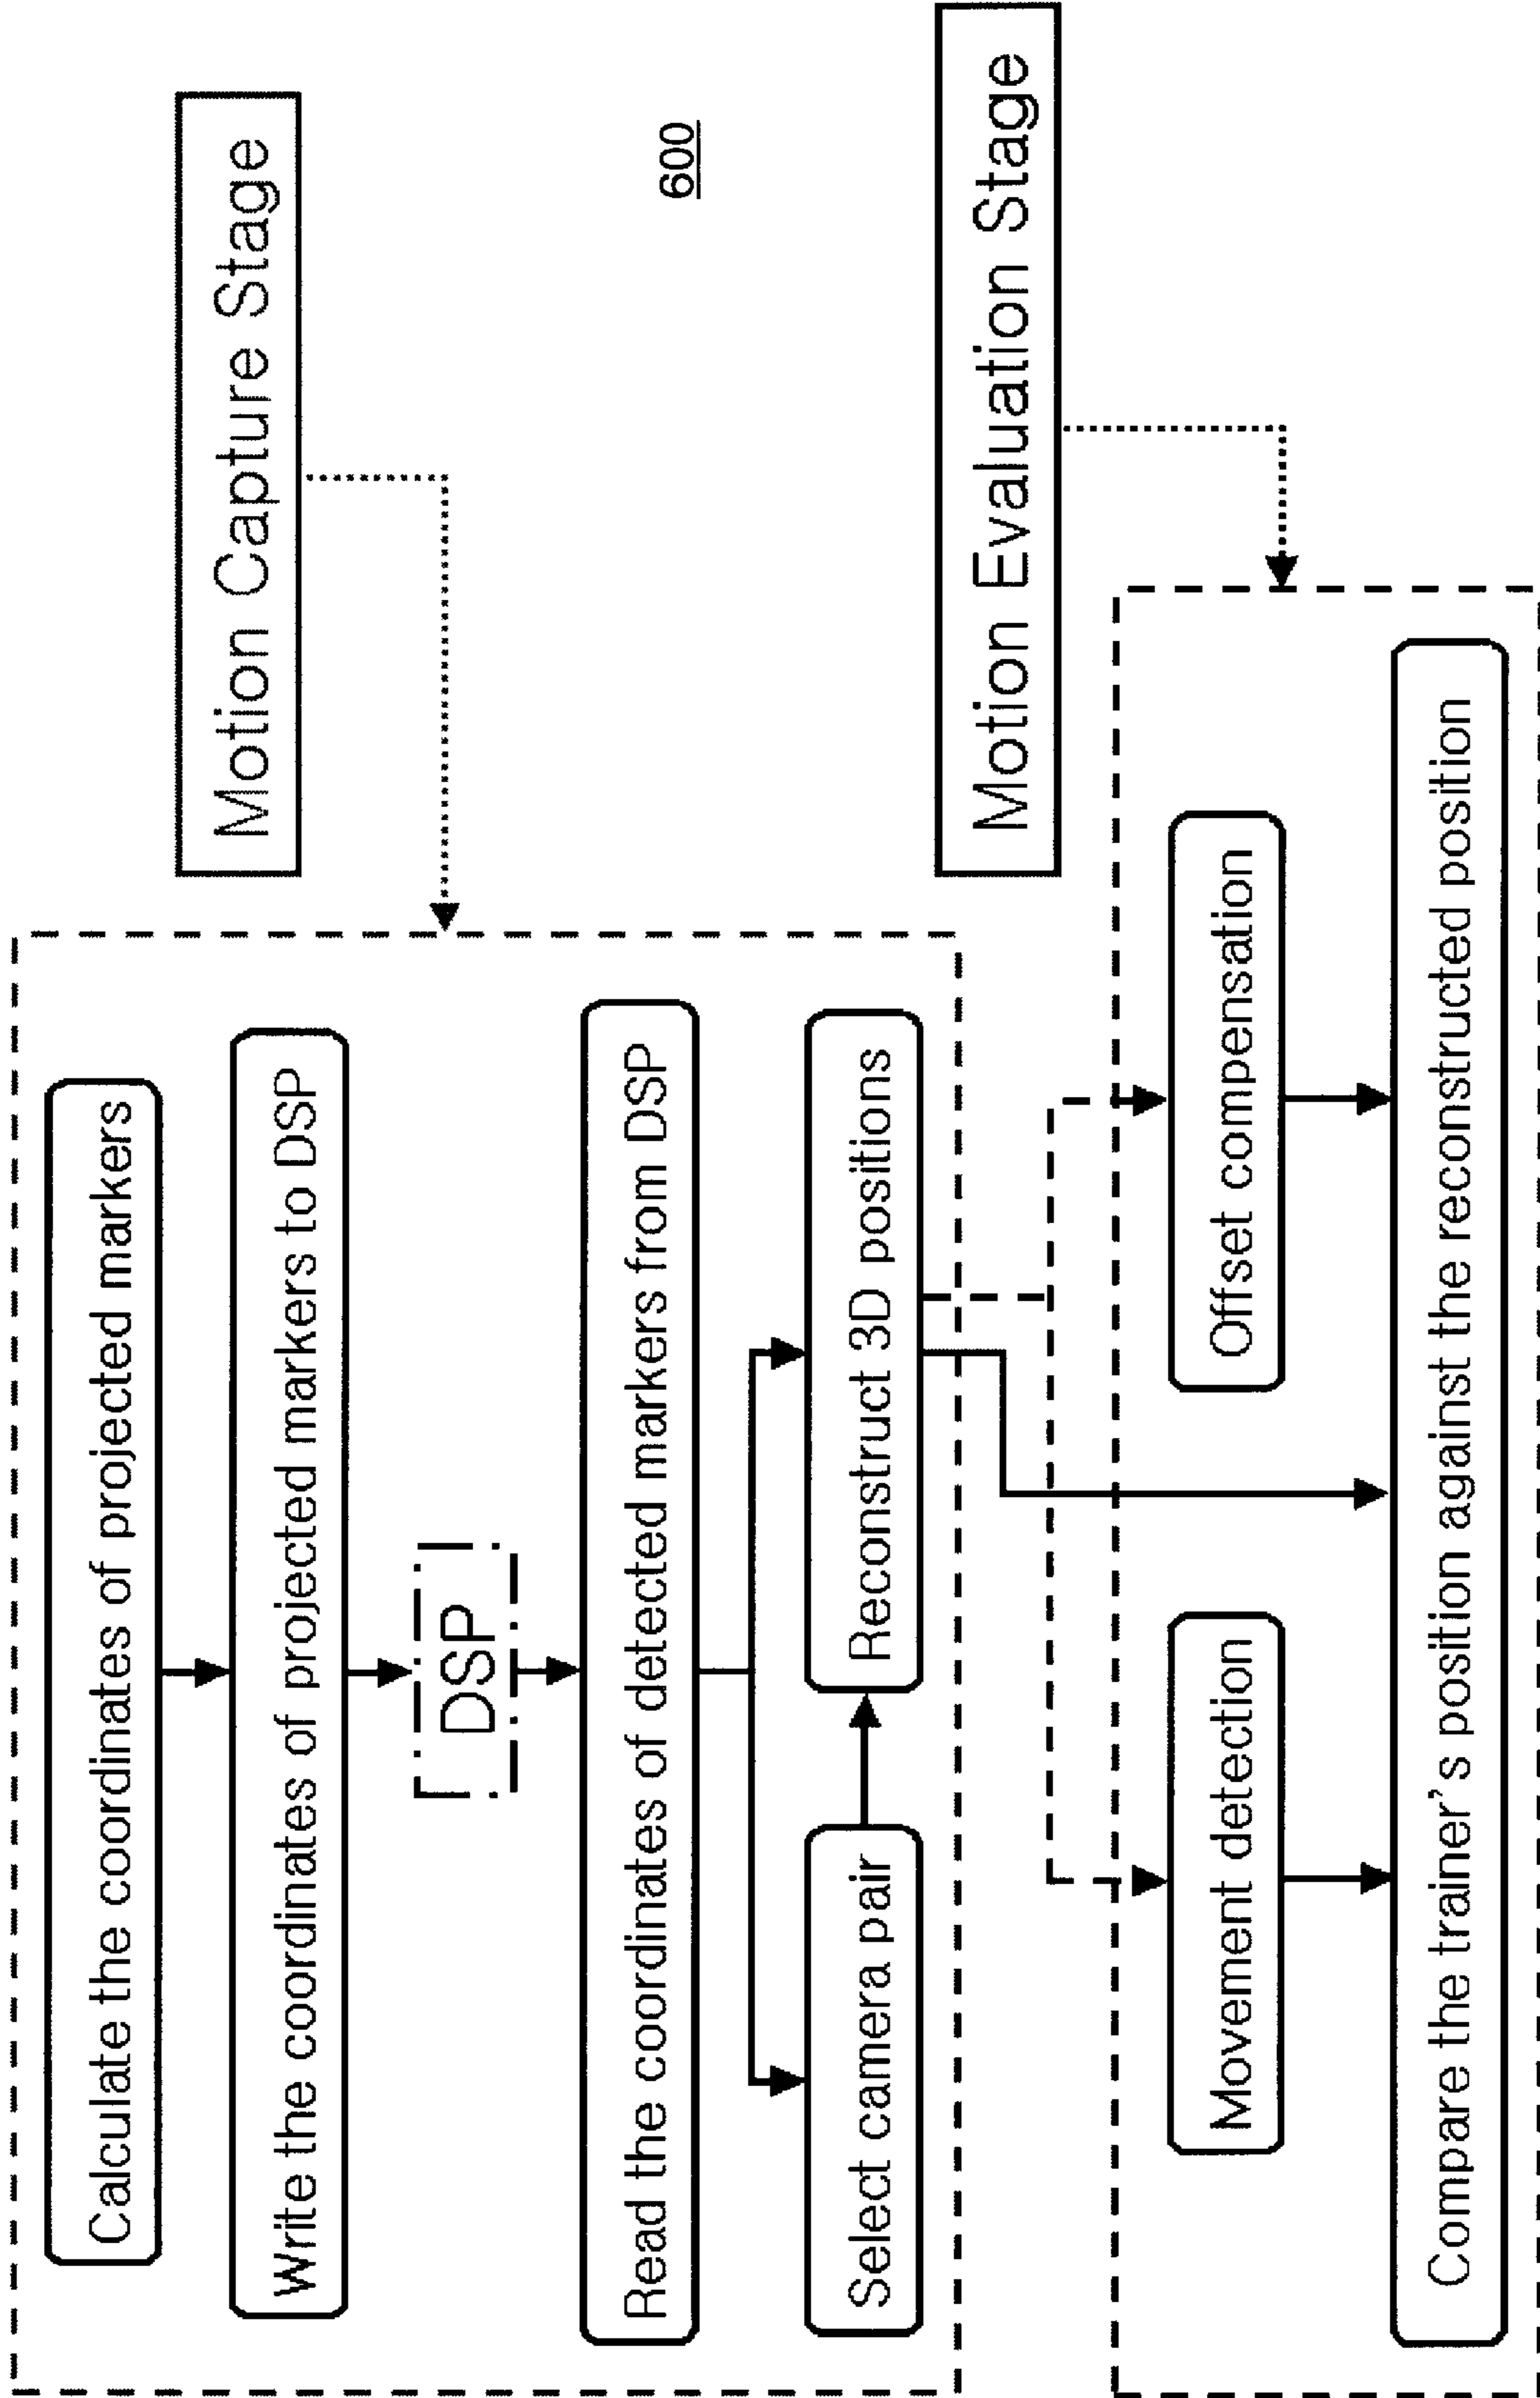 Calculate the coordinates of projected markers
Motion Capture Stage
Write the coordinates of projected markers to DSP
DSP
Read the coordinates of detected markers from DSP
600
Select camera pair
Reconstruct 3D positions
Motion Evaluation Stage
Movement detection
Offset compensation
Compare the trainer's position against the reconstructed position